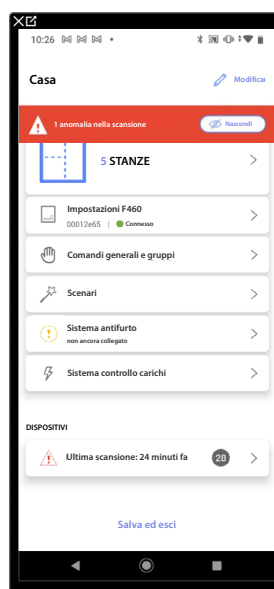 10:26
Casa
Modificai
1 anomalia nella scansione
Nascondi
5 STANZE
Impostazioni F460
00012e65 | Connesso
Comandi generali e gruppi
Scenari
Sistema antifurto
non ancora collegato
Sistema controllo carichi
DISPOSITIVI
Ultima scansione: 24 minuti fa
28
Salva ed esci